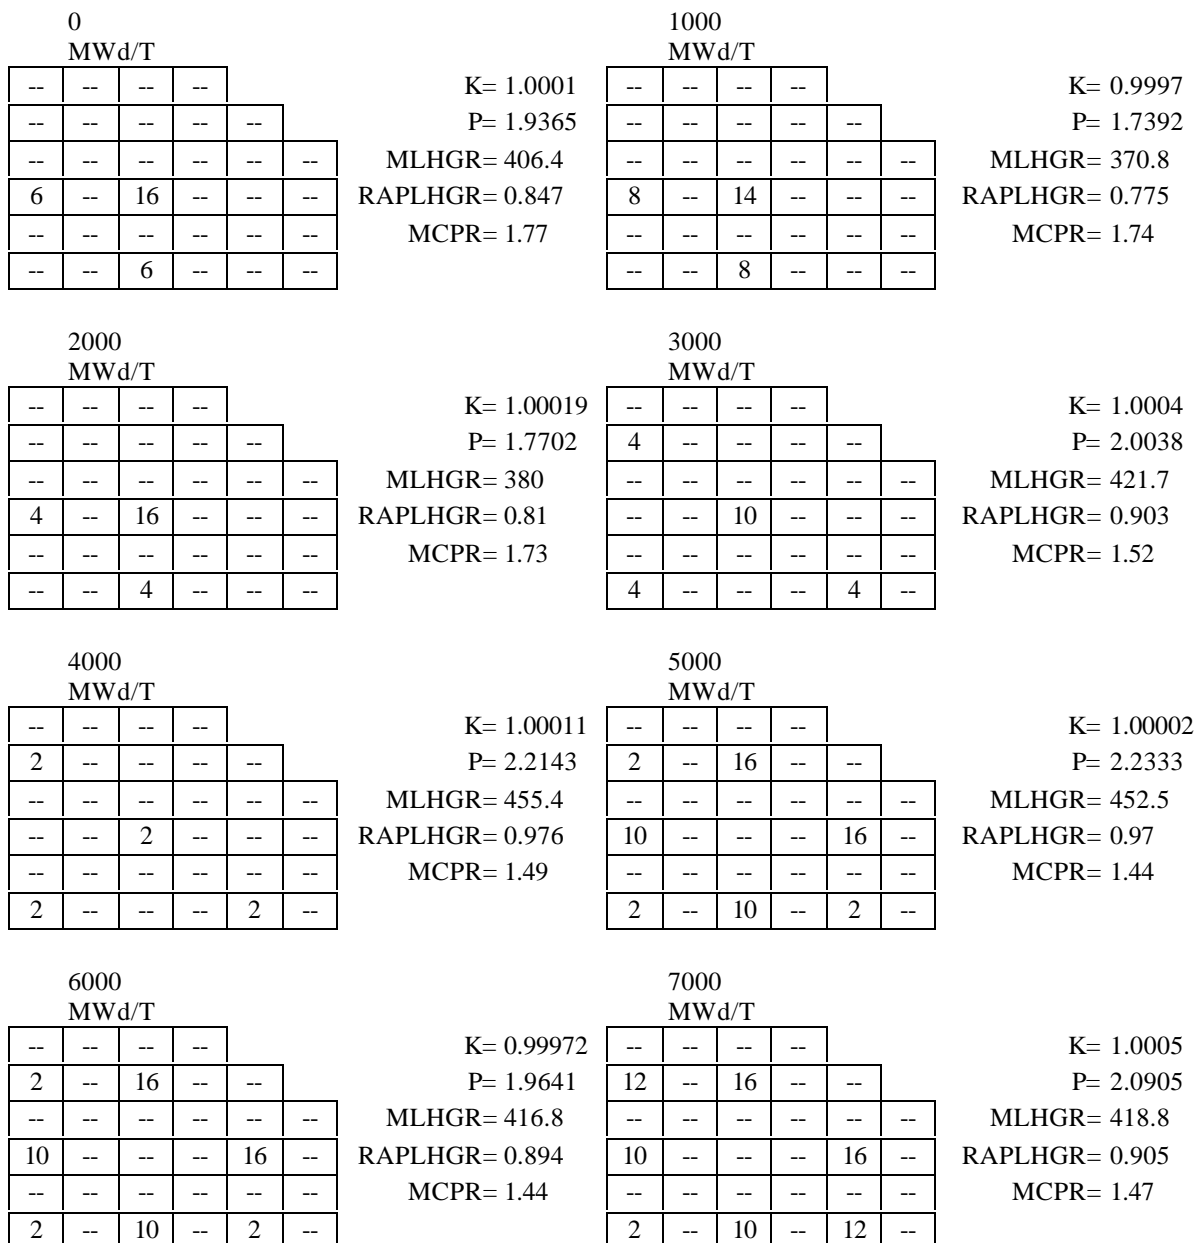 0 1000
MWd/T MWd/T
-- -- -- -- K= 1.0001 -- -- -- -- K= 0.9997
-- -- -- -- -- P= 1.9365 -- -- -- -- -- P= 1.7392
-- -- -- -- -- -- MLHGR= 406.4 -- -- -- -- -- -- MLHGR= 370.8
6 -- 16 -- -- -- RAPLHGR= 0.847 8 -- 14 -- -- -- RAPLHGR= 0.775
-- -- -- -- -- -- MCPR= 1.77 -- -- -- -- -- -- MCPR= 1.74
-- -- 6 -- -- -- -- -- 8 -- -- --
2000 3000
MWd/T MWd/T
-- -- -- -- K= 1.00019 -- -- -- -- K= 1.0004
-- -- -- -- -- P= 1.7702 4 -- -- -- -- P= 2.0038
-- -- -- -- -- -- MLHGR= 380 -- -- -- -- -- -- MLHGR= 421.7
4 -- 16 -- -- -- RAPLHGR= 0.81 -- -- 10 -- -- -- RAPLHGR= 0.903
-- -- -- -- -- -- MCPR= 1.73 -- -- -- -- -- -- MCPR= 1.52
-- -- 4 -- -- -- 4 -- -- -- 4 --
4000 5000
MWd/T MWd/T
-- -- -- -- K= 1.00011 -- -- -- -- K= 1.00002
2 -- -- -- -- P= 2.2143 2 -- 16 -- -- P= 2.2333
-- -- -- -- -- -- MLHGR= 455.4 -- -- -- -- -- -- MLHGR= 452.5
-- -- 2 -- -- -- RAPLHGR= 0.976 10 -- -- -- 16 -- RAPLHGR= 0.97
-- -- -- -- -- -- MCPR= 1.49 -- -- -- -- -- -- MCPR= 1.44
2 -- -- -- 2 -- 2 -- 10 -- 2 --
6000 7000
MWd/T MWd/T
-- -- -- -- K= 0.99972 -- -- -- -- K= 1.0005
2 -- 16 -- -- P= 1.9641 12 -- 16 -- -- P= 2.0905
-- -- -- -- -- -- MLHGR= 416.8 -- -- -- -- -- -- MLHGR= 418.8
10 -- -- -- 16 -- RAPLHGR= 0.894 10 -- -- -- 16 -- RAPLHGR= 0.905
-- -- -- -- -- -- MCPR= 1.44 -- -- -- -- -- -- MCPR= 1.47
2 -- 10 -- 2 -- 2 -- 10 -- 12 --